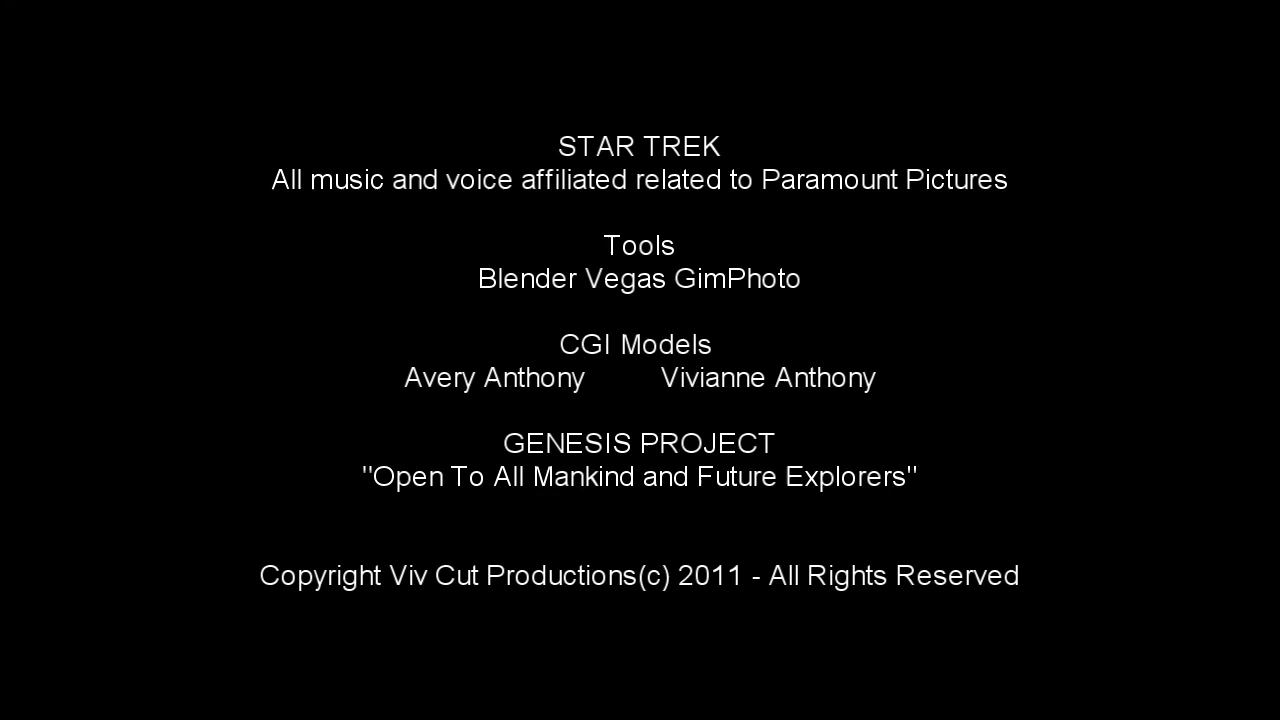 STAR TREK
All music and voice affiliated related to Paramount Pictures
Tools
Blender Vegas GimPhoto
CGI Models
Avery Anthony Vivianne Anthony
GENESIS PROJECT
"Open To All Mankind and Future Explorers"
Copyright Viv Cut Productions(c) 2011 - All Rights Reserved